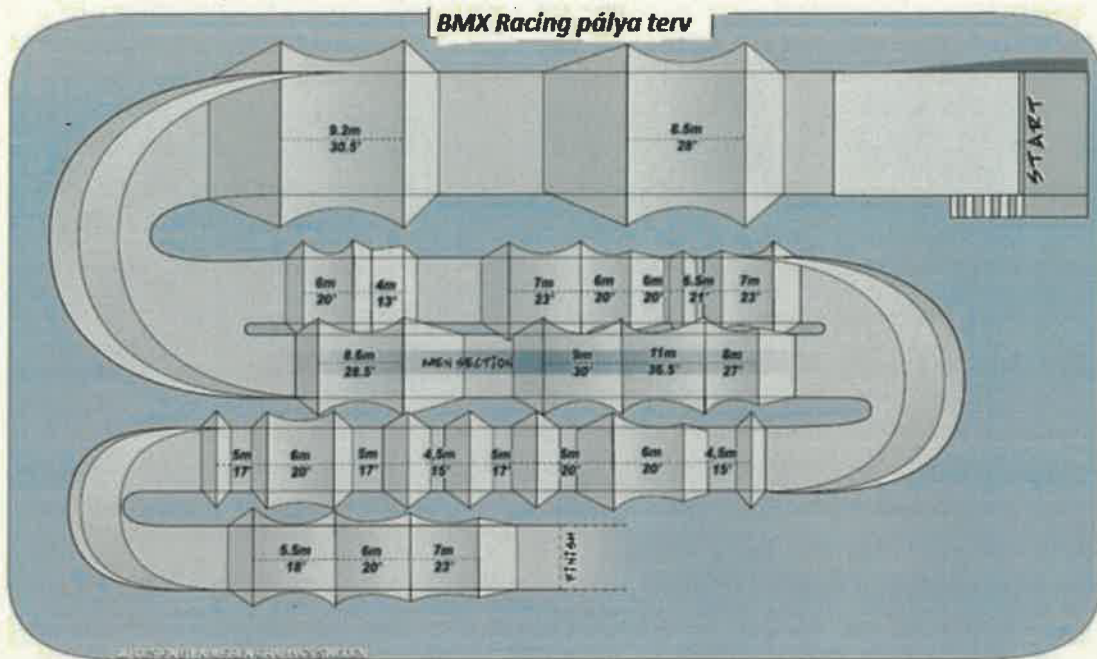 BMX Racing pálya terv
9.2m
30.5'
8.5m
28'
START
6m
20'
4m
13'
7m
23'
6m
20'
6m
20'
6.5m
21'
7m
23'
8.6m
28.5'
MEN SECTION
9m
30'
11m
36.5'
8m
27'
5m
17'
6m
20'
5m
17'
4,5m
15'
5m
17'
5m
20'
6m
20'
4,5m
15'
5.5m
18'
6m
20'
7m
23'
FINISH